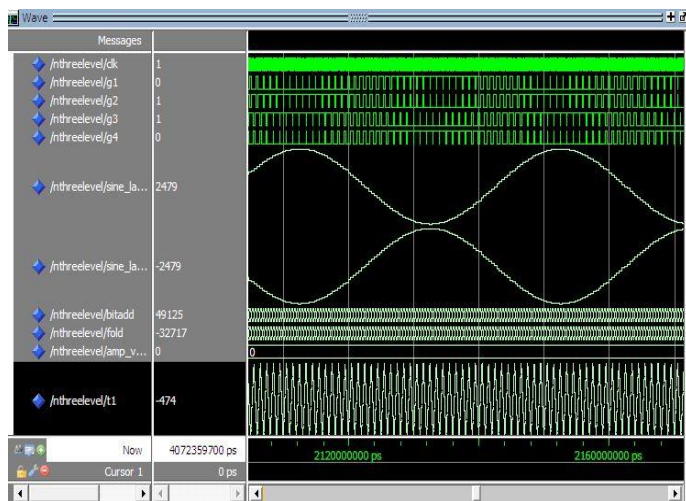 Wave
Messages
/nthreelevel/clk 1
/nthreelevel/g1 0
/nthreelevel/g2 1
/nthreelevel/g3 1
/nthreelevel/g4 0
/nthreelevel/sine_la... 2479
/nthreelevel/sine_la... -2479
/nthreelevel/bitadd 49125
/nthreelevel/fold -32717
/nthreelevel/amp_v... 0 0
/nthreelevel/t1 -474
Now 4072359700 ps 2120000000 ps 2160000000 ps
Cursor 1 0 ps